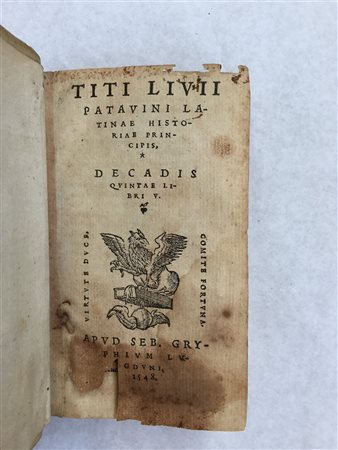 TITI LIVII
PATAVINI LA-
TINAE HISTO-
RIAE PRIN-
CIPIS,
*
DECADIS
QVINTAE LI-
BRI V.
VIRTVTE DVCE,
COMITE FORTVNA.
APVD SEB. GRY-
PHIVM LV-
GDVNI,
1548.